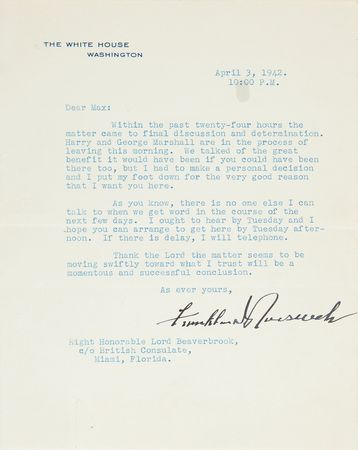 THE WHITE HOUSE
WASHINGTON
April 3, 1942.
10:00 P.M.
Dear Max:
Within the past twenty-four hours the
matter came to final discussion and determination.
Harry and George Marshall are in the process of
leaving this morning. We talked of the great
benefit it would have been if you could have been
there too, but I had to make a personal decision
and I put my foot down for the very good reason
that I want you here.
As you know, there is no one else I can
talk to when we get word in the course of the
next few days. I ought to hear by Tuesday and I
hope you can arrange to get here by Tuesday after-
noon. If there is delay, I will telephone.
Thank the Lord the matter seems to be
moving swiftly toward what I trust will be a
momentous and successful conclusion.
As ever yours,
Franklin D Roosevelt
Right Honorable Lord Beaverbrook,
c/o British Consulate,
Miami, Florida.